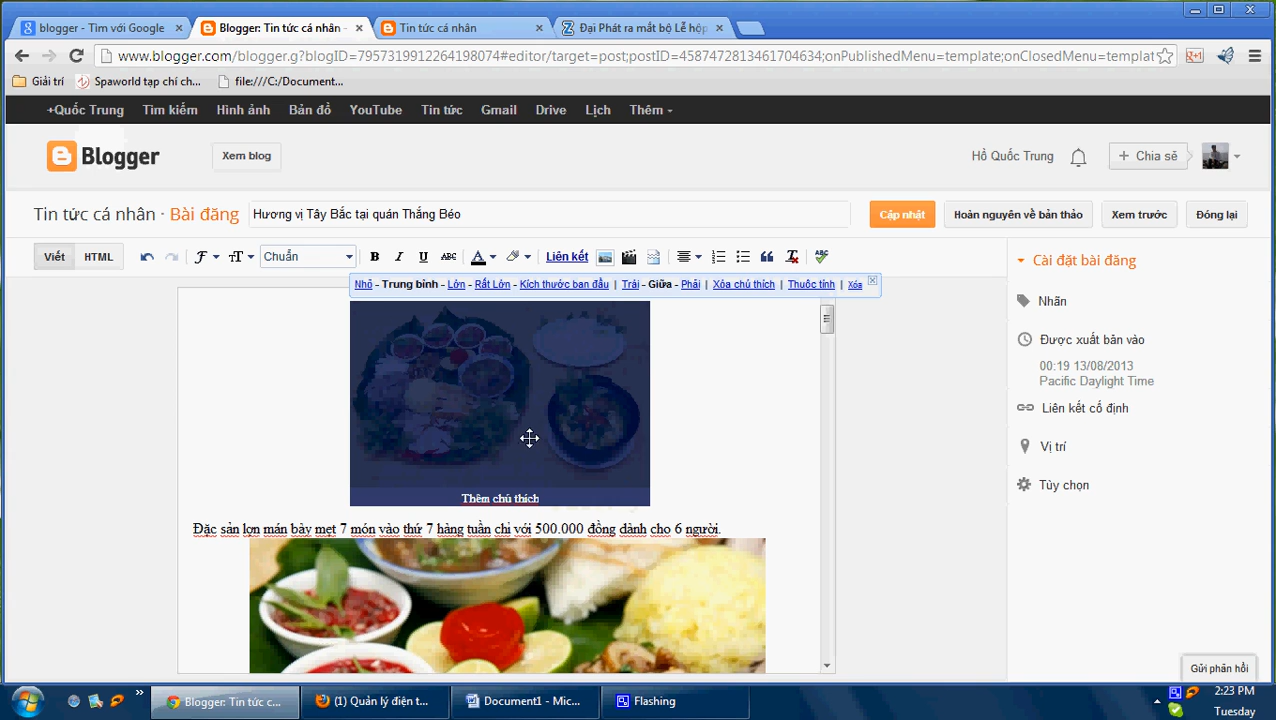 blogger - Tìm với Google
Blogger: Tin tức cá nhân -
Tin tức cá nhân
Đại Phát ra mắt bộ Lễ hộp
www.blogger.com/blogger.g?blogID=7957319912264198074#editor/target=post;postID=4587472813461704634;onPublishedMenu=template;onClosedMenu=templat
Giải trí
Spaworld tạp chí ch...
file:///C:/Document...
+Quốc Trung Tìm kiếm Hình ảnh Bản đồ YouTube Tin tức Gmail Drive Lịch Thêm
Blogger
Xem blog
Hồ Quốc Trung
+ Chia sẻ
Tin tức cá nhân · Bài đăng
Hương vị Tây Bắc tại quán Thắng Béo
Cập nhật
Hoàn nguyên về bản thảo
Xem trước
Đóng lại
Viết HTML Chuẩn B I U ABC A Liên kết ABC
Nhỏ - Trung bình - Lớn - Rất Lớn - Kích thước ban đầu | Trái - Giữa - Phải | Xóa chú thích | Thuộc tính | Xóa
Thêm chú thích
Đặc sản lợn mán bày mẹt 7 món vào thứ 7 hàng tuần chỉ với 500.000 đồng dành cho 6 người.
Cài đặt bài đăng
Nhãn
Được xuất bản vào
00:19 13/08/2013
Pacific Daylight Time
Liên kết cố định
Vị trí
Tùy chọn
Gửi phản hồi
Blogger: Tin tức c...
(1) Quản lý điện t...
Document1 - Mic...
Flashing
2:23 PM
Tuesday